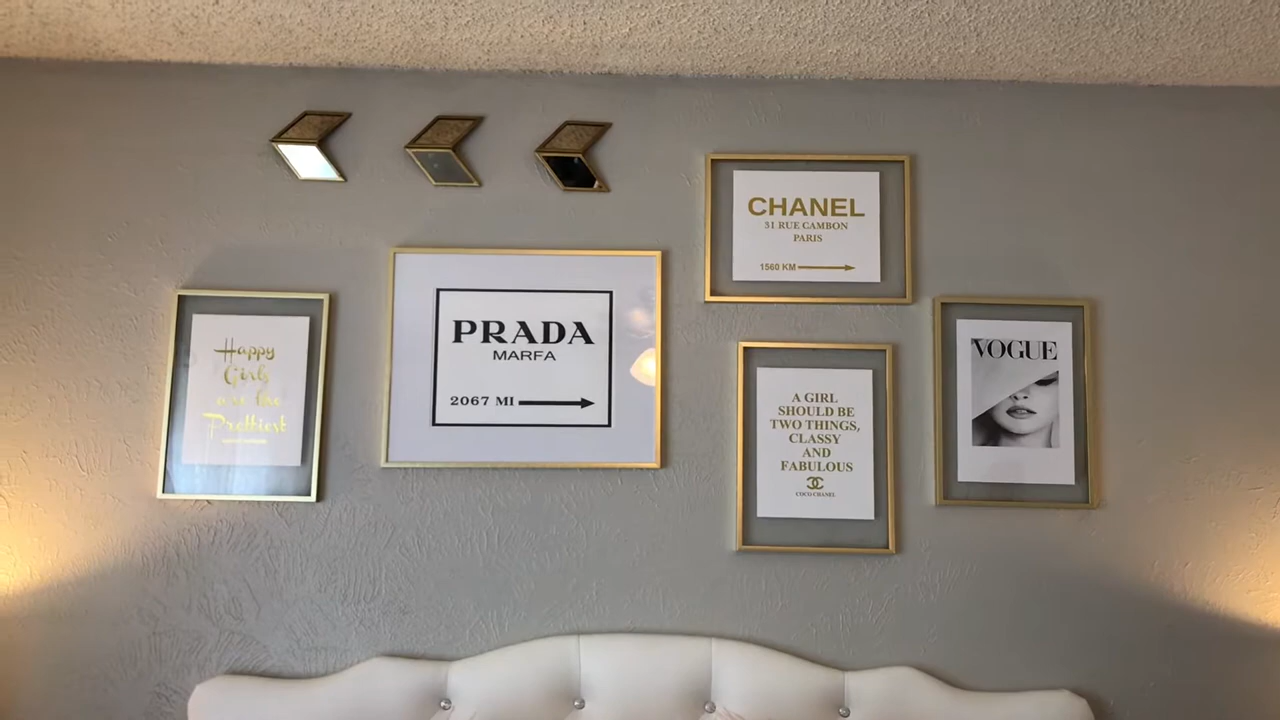 Happy
Girls
are the
Prettiest
PRADA
MARFA
2067 MI
CHANEL
31 RUE CAMBON
PARIS
1560 KM
A GIRL
SHOULD BE
TWO THINGS,
CLASSY
AND
FABULOUS
COCO CHANEL
VOGUE